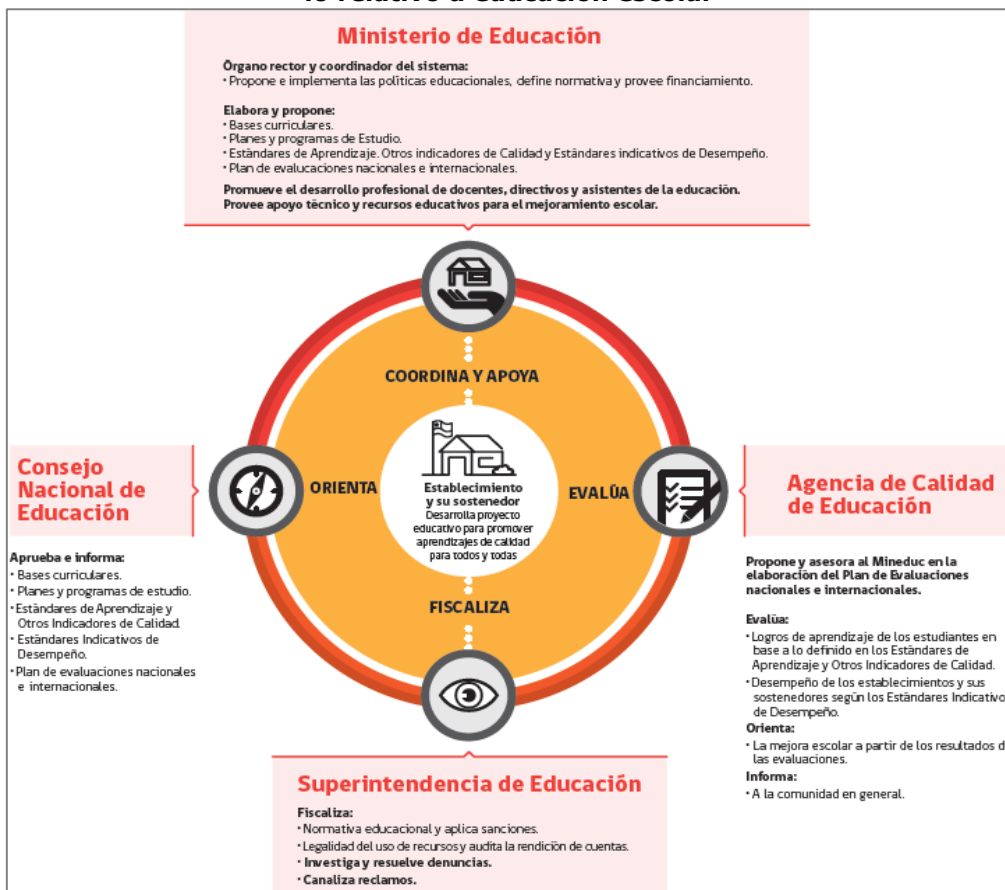 lo relativo a Educación escolar
Ministerio de Educación
Órgano rector y coordinador del sistema:
• Propone e implementa las políticas educacionales, define normativa y provee financiamiento.
Elabora y propone:
• Bases curriculares.
• Planes y programas de Estudio.
• Estándares de Aprendizaje. Otros indicadores de Calidad y Estándares indicativos de Desempeño.
• Plan de evalucaciones nacionales e internacionales.
Promueve el desarrollo profesional de docentes, directivos y asistentes de la educación.
Provee apoyo técnico y recursos educativos para el mejoramiento escolar.
COORDINA Y APOYA
Consejo
Nacional de
Educación
Aprueba e informa:
• Bases curriculares.
• Planes y programas de estudio.
• Estándares de Aprendizaje y
Otros Indicadores de Calidad.
• Estándares Indicativos de
Desempeño.
• Plan de evaluaciones nacionales
e internacionales.
ORIENTA
Establecimiento
y su sostenedor
Desarrolla proyecto
educativo para promover
aprendizajes de calidad
para todos y todas
EVALÚA
FISCALIZA
Agencia de Calidad
de Educación
Propone y asesora al Mineduc en la
elaboración del Plan de Evaluaciones
nacionales e internacionales.
Evalúa:
• Logros de aprendizaje de los estudiantes en
base a lo definido en los Estándares de
Aprendizaje y Otros Indicadores de Calidad.
• Desempeño de los establecimientos y sus
sostenedores según los Estándares Indicativo
de Desempeño.
Orienta:
• La mejora escolar a partir de los resultados d
las evaluaciones.
Informa:
• A la comunidad en general.
Superintendencia de Educación
Fiscaliza:
• Normativa educacional y aplica sanciones.
• Legalidad del uso de recursos y audita la rendición de cuentas.
• Investiga y resuelve denuncias.
• Canaliza reclamos.